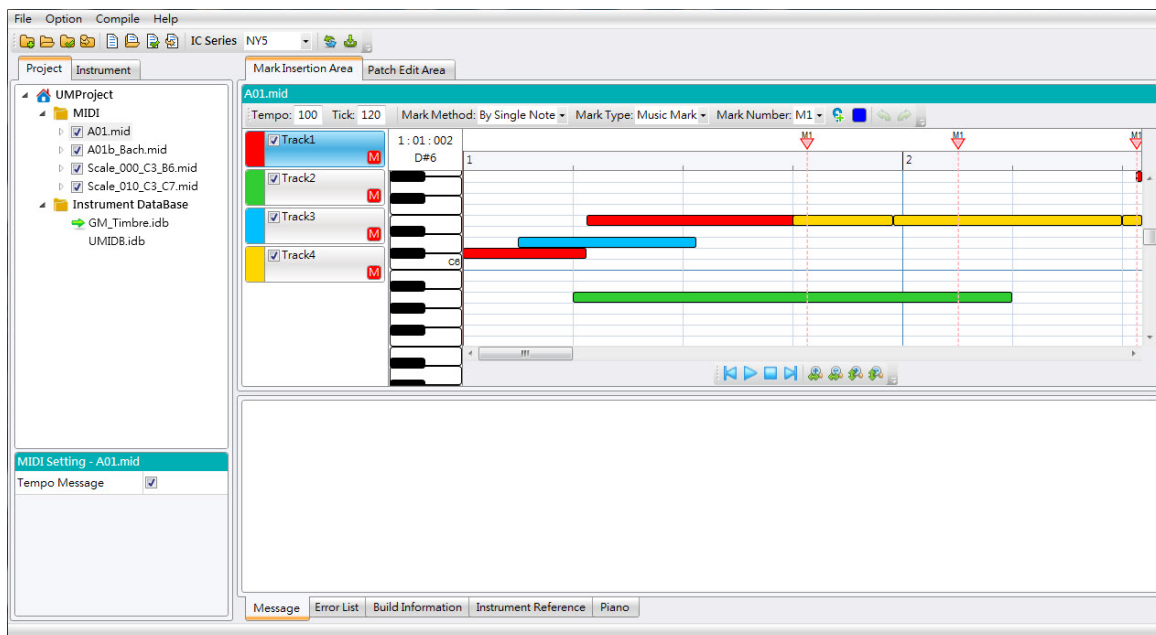 File Option Compile Help
IC Series NY5
Project Instrument
Mark Insertion Area Patch Edit Area
UMProject
MIDI
A01.mid
A01b_Bach.mid
Scale_000_C3_B6.mid
Scale_010_C3_C7.mid
Instrument DataBase
GM_Timbre.idb
UMIDB.idb
MIDI Setting - A01.mid
Tempo Message
A01.mid
Tempo: 100 Tick: 120 Mark Method: By Single Note Mark Type: Music Mark Mark Number: M1
Track1
M
Track2
M
Track3
M
Track4
M
1:01:002
D#6
M1 M1 M1
1 2
C6
Message Error List Build Information Instrument Reference Piano